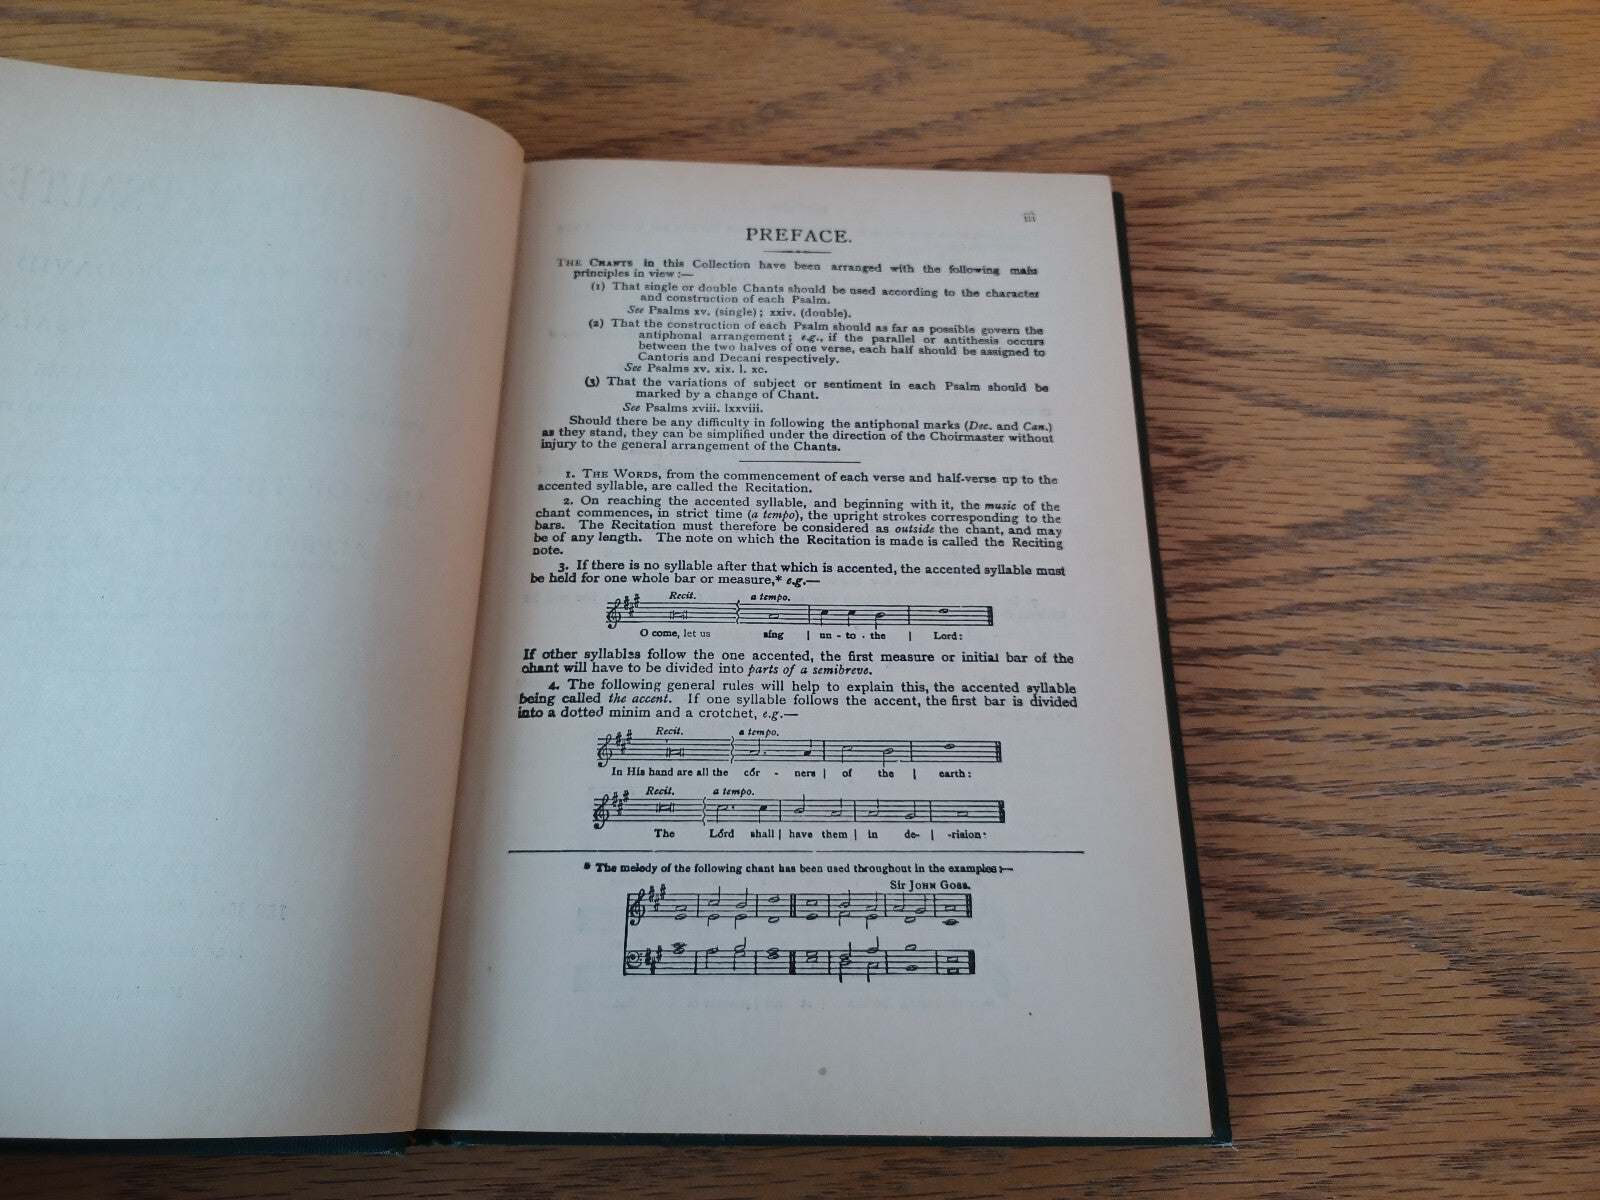 iii
PREFACE.
THE CHANTS in this Collection have been arranged with the following main
principles in view:—
(1) That single or double Chants should be used according to the character
and construction of each Psalm.
See Psalms xv. (single); xxiv. (double).
(2) That the construction of each Psalm should as far as possible govern the
antiphonal arrangement; e.g., if the parallel or antithesis occurs
between the two halves of one verse, each half should be assigned to
Cantoris and Decani respectively.
See Psalms xv. xix. l. xc.
(3) That the variations of subject or sentiment in each Psalm should be
marked by a change of Chant.
See Psalms xviii. lxxviii.
Should there be any difficulty in following the antiphonal marks (Dec. and Can.)
as they stand, they can be simplified under the direction of the Choirmaster without
injury to the general arrangement of the Chants.
1. THE WORDS, from the commencement of each verse and half-verse up to the
accented syllable, are called the Recitation.
2. On reaching the accented syllable, and beginning with it, the music of the
chant commences, in strict time (a tempo), the upright strokes corresponding to the
bars. The Recitation must therefore be considered as outside the chant, and may
be of any length. The note on which the Recitation is made is called the Reciting
note.
3. If there is no syllable after that which is accented, the accented syllable must
be held for one whole bar or measure,* e.g.—
Recit. a tempo.
O come, let us síng | un - to - the | Lord:
If other syllables follow the one accented, the first measure or initial bar of the
chant will have to be divided into parts of a semibreve.
4. The following general rules will help to explain this, the accented syllable
being called the accent. If one syllable follows the accent, the first bar is divided
into a dotted minim and a crotchet, e.g.—
Recit. a tempo.
In His hand are all the cór - ners | of the | earth:
Recit. a tempo.
The Lórd shall | have them | in de- | -rision:
* The melody of the following chant has been used throughout in the examples:—
Sir JOHN GOSS.